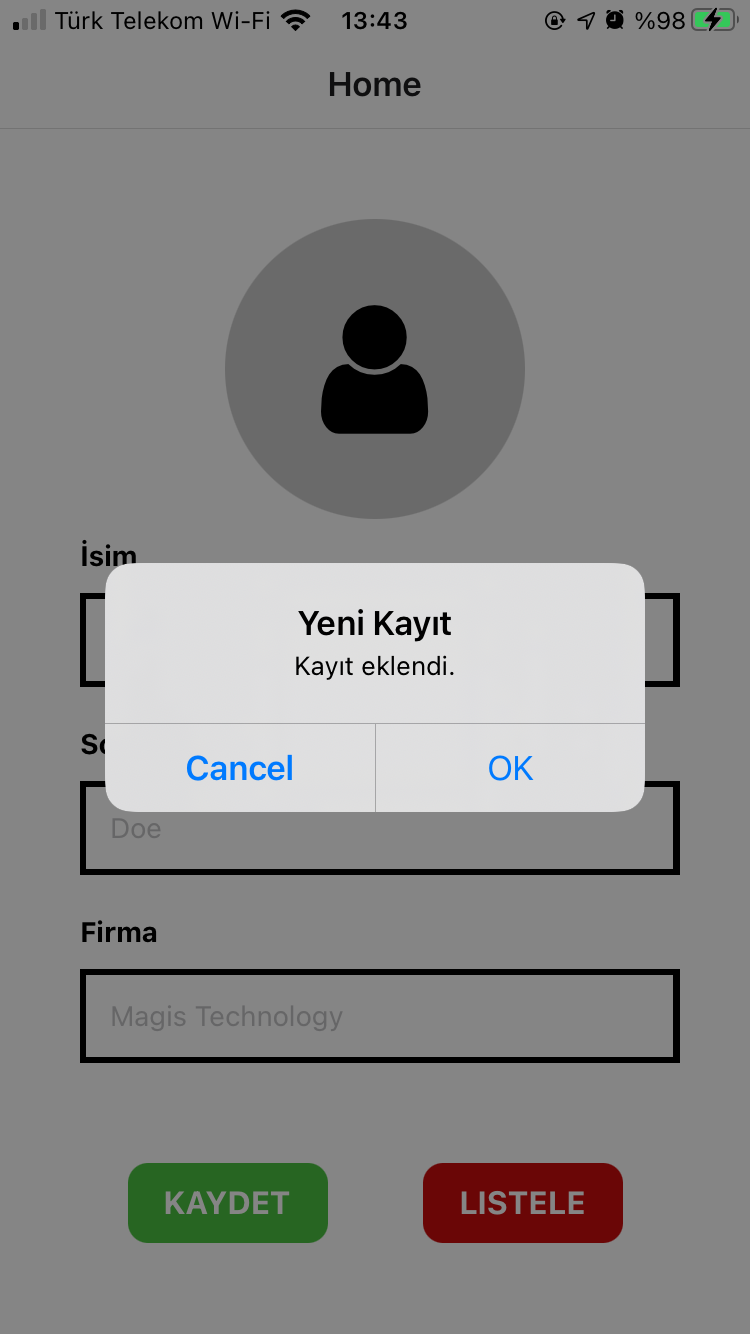 Türk Telekom Wi-Fi 13:43 %98
Home
İsim
Yeni Kayıt
Kayıt eklendi.
Cancel OK
Doe
Firma
Magis Technology
KAYDET LISTELE